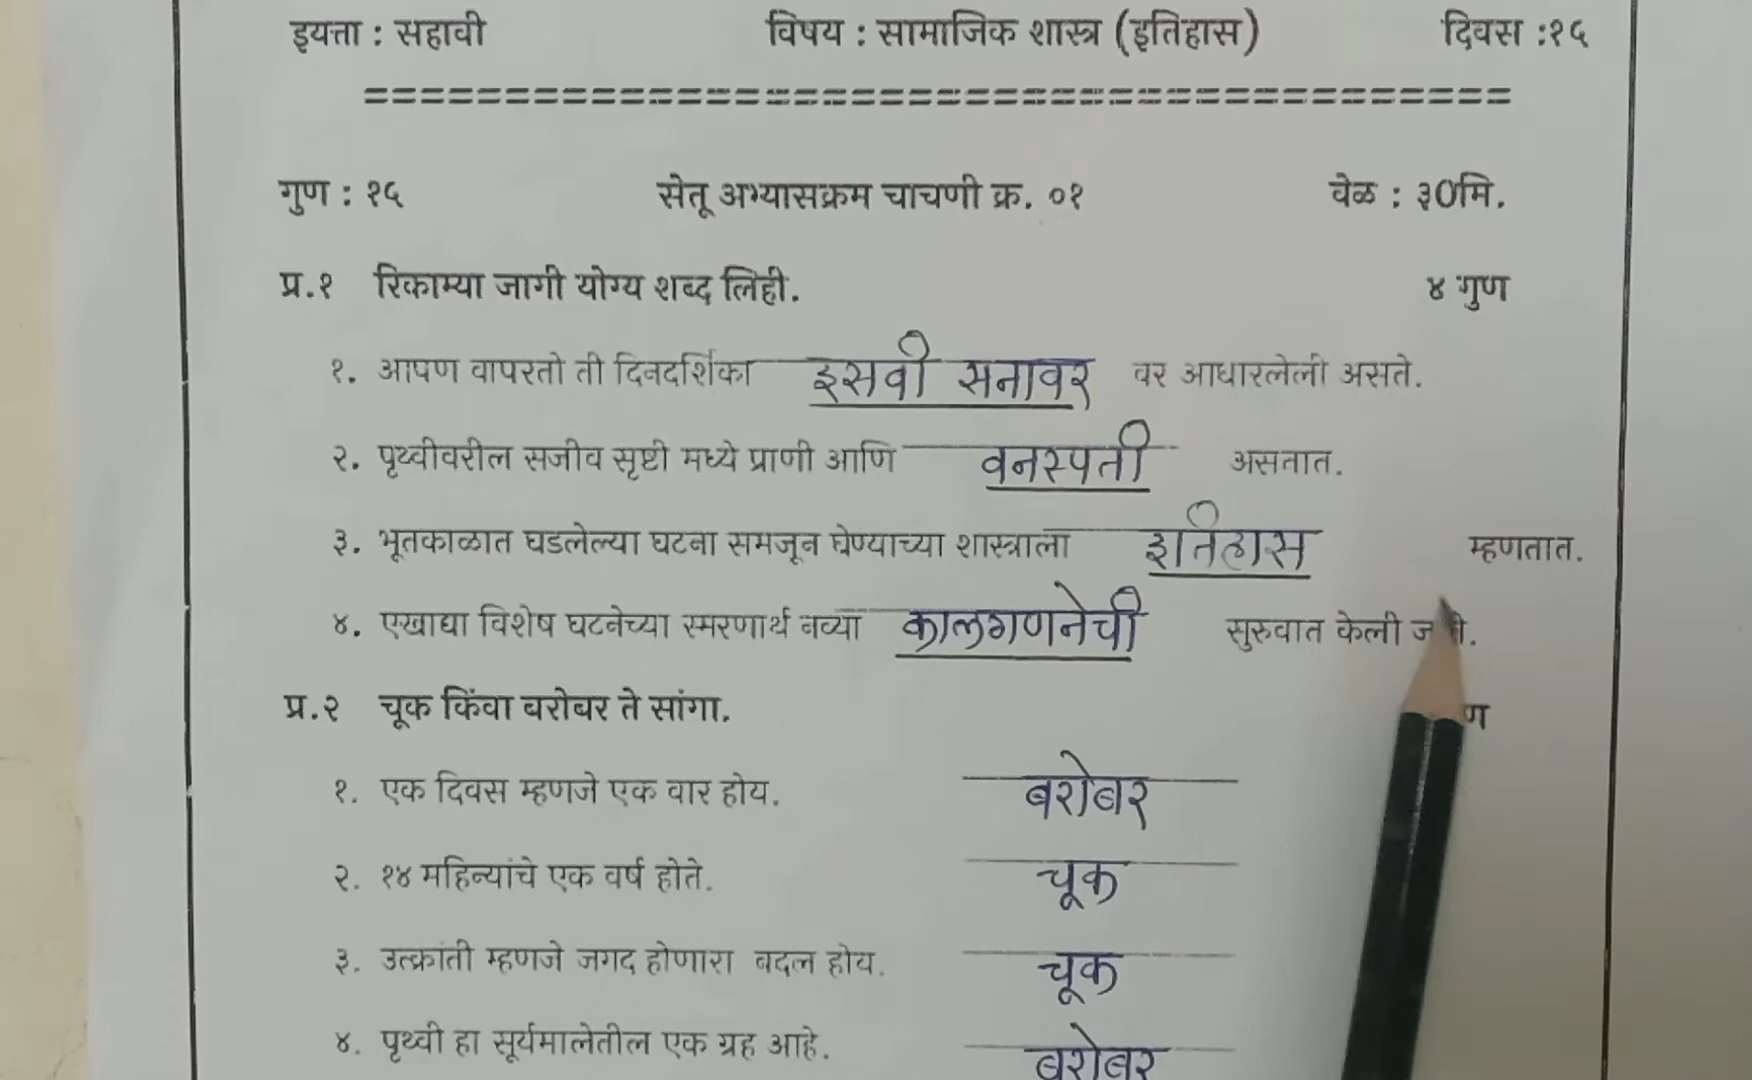 इयत्ता : सहावी विषय : सामाजिक शास्त्र (इतिहास) दिवस :१५
========================================
गुण : १५ सेतू अभ्यासक्रम चाचणी क्र. ०१ वेळ : ३0मि.
प्र.१ रिकाम्या जागी योग्य शब्द लिही. ४ गुण
१. आपण वापरतो ती दिनदर्शिका इसवी सनावर वर आधारलेली असते.
२. पृथ्वीवरील सजीव सृष्टी मध्ये प्राणी आणि वनस्पती असतात.
३. भूतकाळात घडलेल्या घटना समजून घेण्याच्या शास्त्राला इतिहास म्हणतात.
४. एखाद्या विशेष घटनेच्या स्मरणार्थ नव्या कालगणनेची सुरुवात केली
प्र.२ चूक किंवा बरोबर ते सांगा.
१. एक दिवस म्हणजे एक वार होय. बरोबर
२. १४ महिन्यांचे एक वर्ष होते. चूक
३. उत्क्रांती म्हणजे जगद होणारा बदल होय. चूक
४. पृथ्वी हा सूर्यमालेतील एक ग्रह आहे. बरोबर